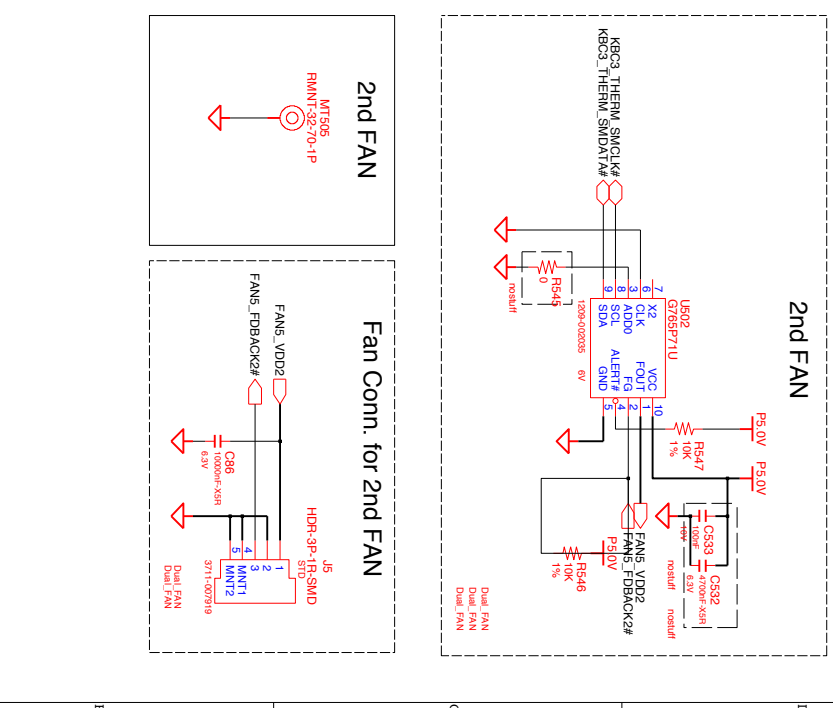 2nd FAN
KBC3_THERM_SMCLK#
KBC3_THERM_SMDATA#
U502
G765P71U
7
6
3
8
9
X2
CLK
ADD0
SCL
SDA
VCC
FOUT
FG
ALERT#
GND
10
1
2
4
5
1209-002035
6V
R545
0
nostuff
P5.0V
R547
10K
1%
P5.0V
C533
100nF
10V
C532
4700nF-X5R
6.3V
nostuff
nostuff
FAN5_VDD2
FAN5_FDBACK2#
P5.0V
R546
10K
1%
Dual_FAN
Dual_FAN
Dual_FAN
2nd FAN
MT505
RMNT-32-70-1P
Fan Conn. for 2nd FAN
FAN5_VDD2
FAN5_FDBACK2#
C86
10000nF-X5R
6.3V
J5
HDR-3P-1R-SMD
STD
1
2
3
4
5
MNT1
MNT2
3711-007919
Dual_FAN
Dual_FAN